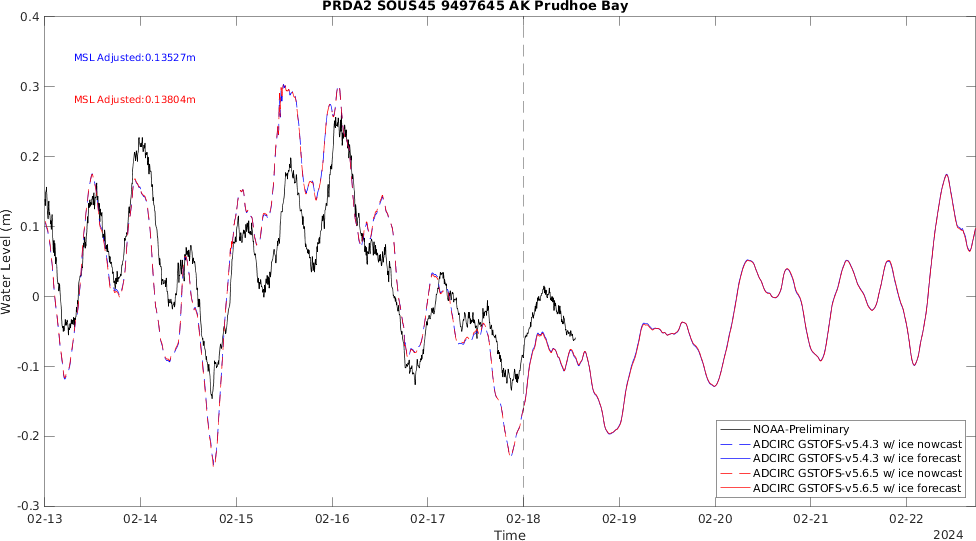 PRDA2 SOUS45 9497645 AK Prudhoe Bay
MSL Adjusted:0.13527m
MSL Adjusted:0.13804m
Water Level (m)
0.4
0.3
0.2
0.1
0
-0.1
-0.2
-0.3
NOAA-Preliminary
ADCIRC GSTOFS-v5.4.3 w/ ice nowcast
ADCIRC GSTOFS-v5.4.3 w/ ice forecast
ADCIRC GSTOFS-v5.6.5 w/ ice nowcast
ADCIRC GSTOFS-v5.6.5 w/ ice forecast
02-13 02-14 02-15 02-16 02-17 02-18 02-19 02-20 02-21 02-22
Time
2024